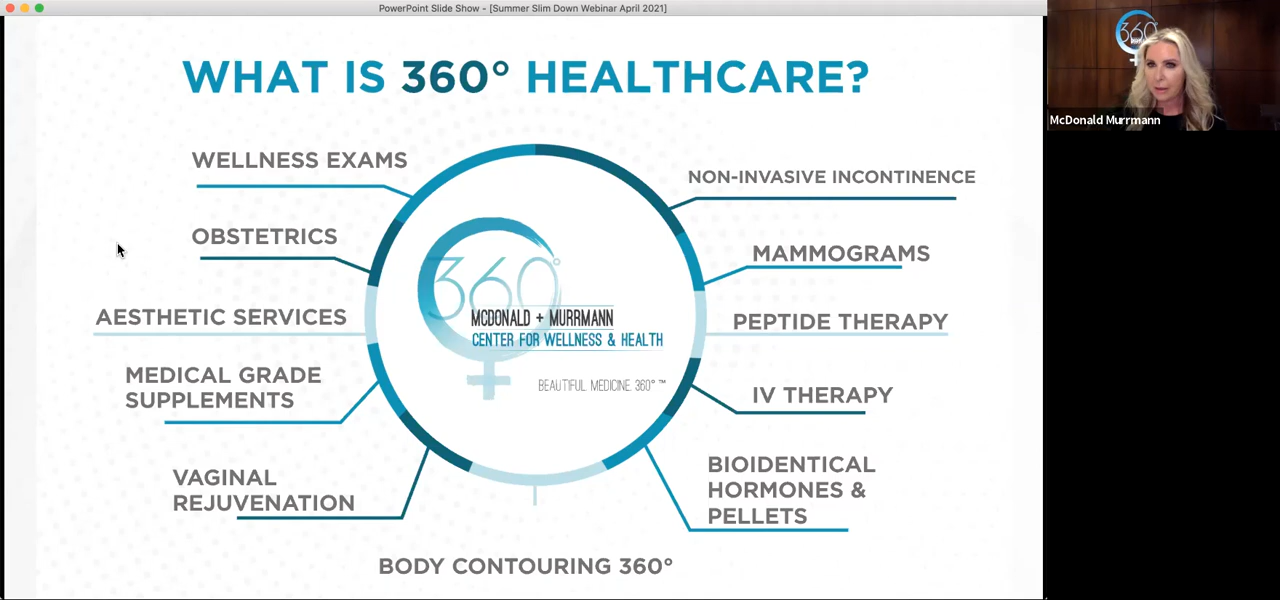 PowerPoint Slide Show - [Summer Slim Down Webinar April 2021]
WHAT IS 360° HEALTHCARE?
WELLNESS EXAMS
OBSTETRICS
AESTHETIC SERVICES
MEDICAL GRADE
SUPPLEMENTS
VAGINAL
REJUVENATION
360°
MCDONALD + MURRMANN
CENTER FOR WELLNESS & HEALTH
BEAUTIFUL MEDICINE 360° ™
NON-INVASIVE INCONTINENCE
MAMMOGRAMS
PEPTIDE THERAPY
IV THERAPY
BIOIDENTICAL
HORMONES &
PELLETS
BODY CONTOURING 360°
360°
McDonald Murrmann